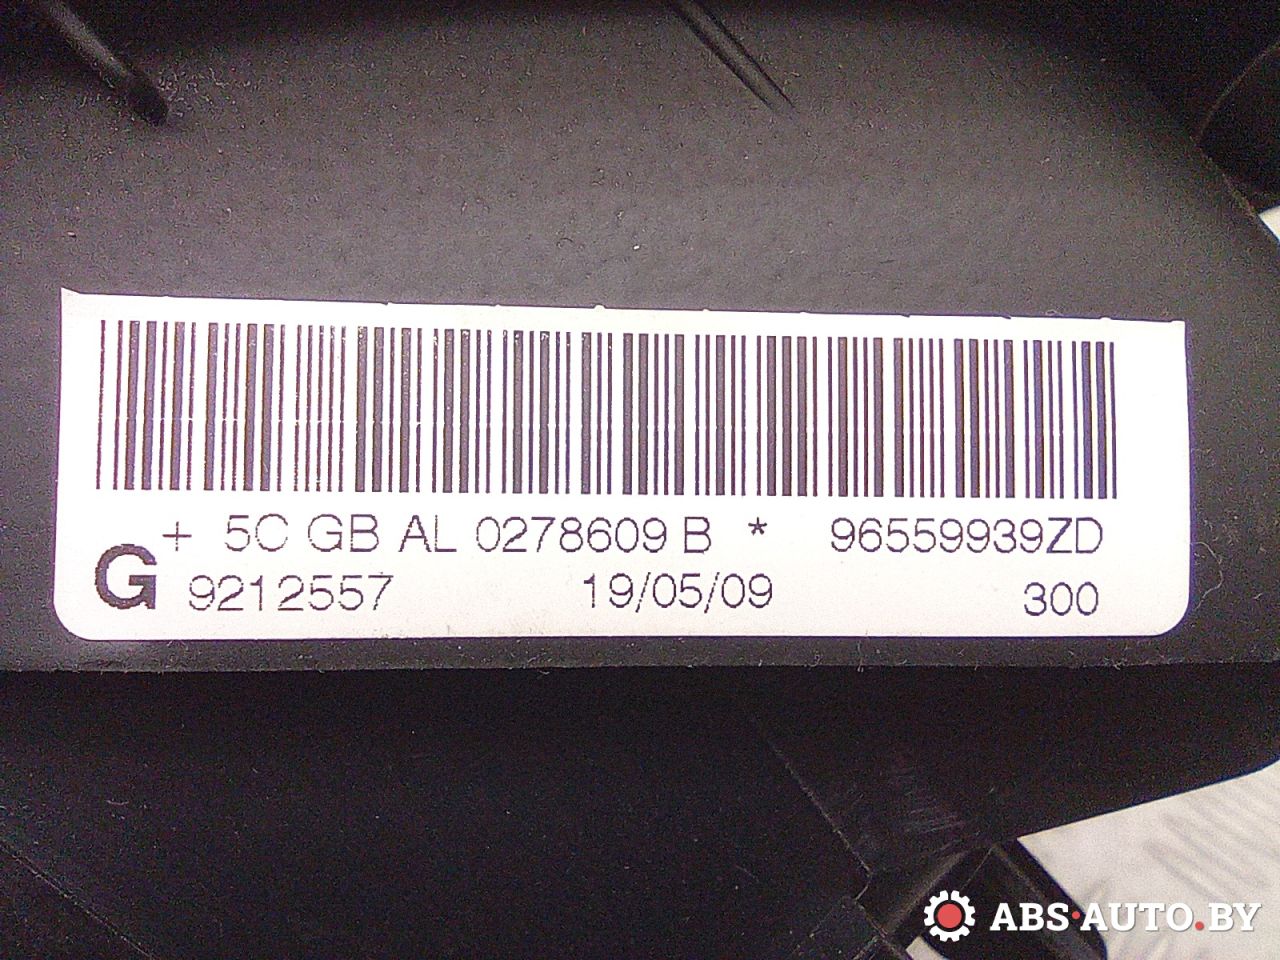 + 5C GB AL 0278609 B * 96559939ZD
G 9212557 19/05/09 300
ABS·AUTO.BY